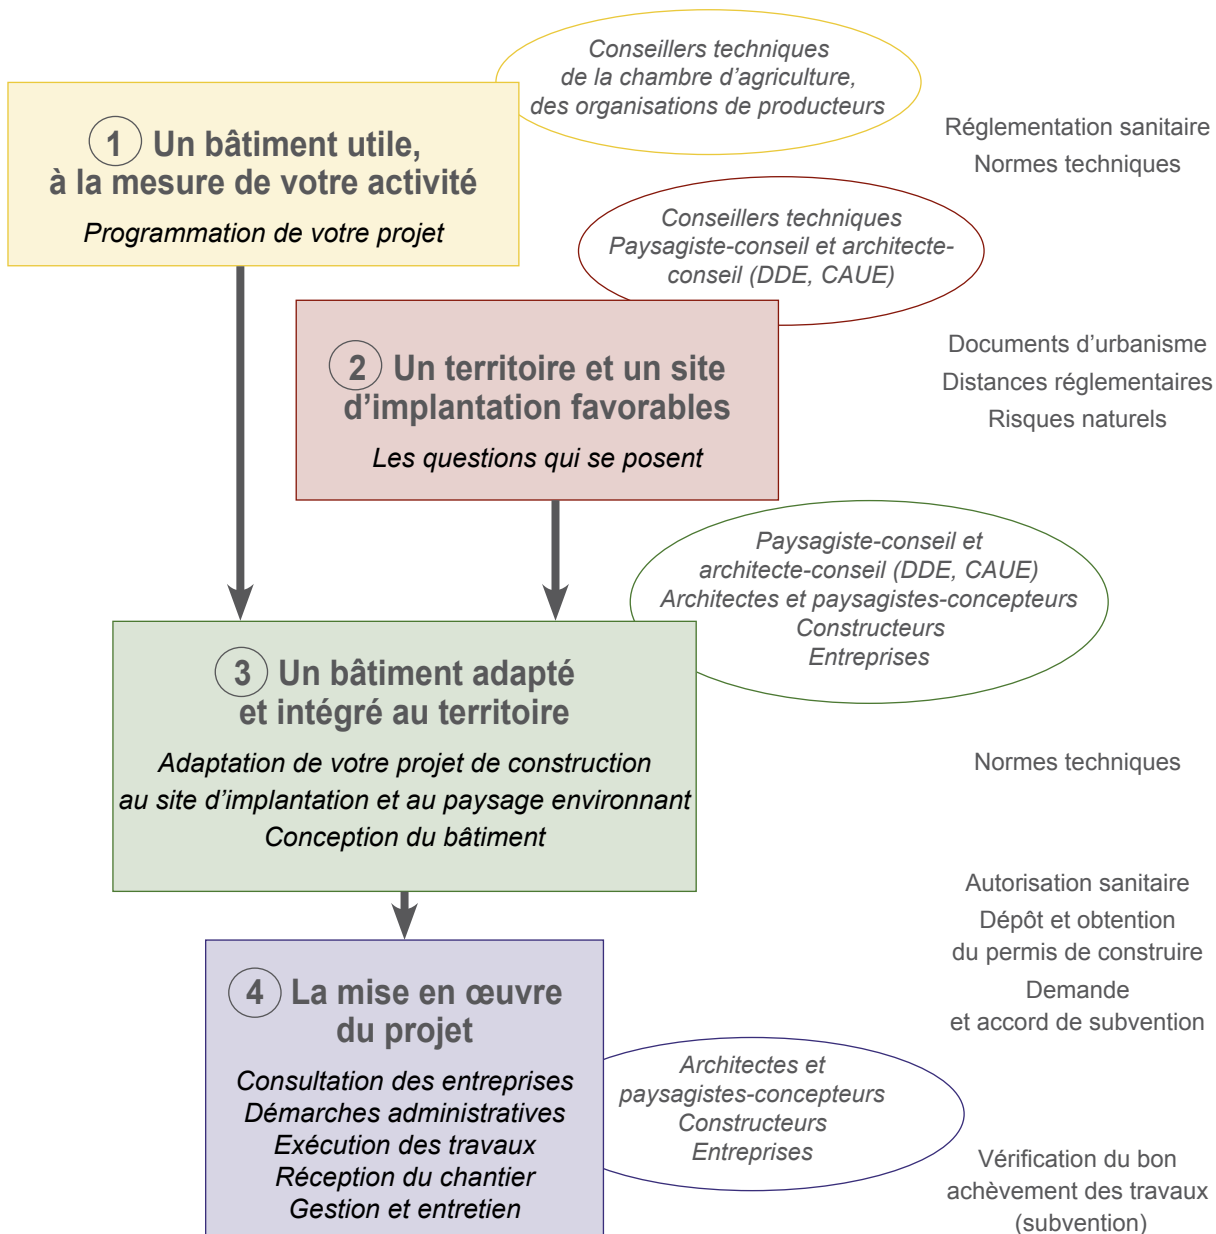 Conseillers techniques
de la chambre d’agriculture,
des organisations de producteurs
1 Un bâtiment utile,
à la mesure de votre activité
Programmation de votre projet
Réglementation sanitaire
Normes techniques
Conseillers techniques
Paysagiste-conseil et architecte-
conseil (DDE, CAUE)
2 Un territoire et un site
d’implantation favorables
Les questions qui se posent
Documents d’urbanisme
Distances réglementaires
Risques naturels
Paysagiste-conseil et
architecte-conseil (DDE, CAUE)
Architectes et paysagistes-concepteurs
Constructeurs
Entreprises
3 Un bâtiment adapté
et intégré au territoire
Adaptation de votre projet de construction
au site d’implantation et au paysage environnant
Conception du bâtiment
Normes techniques
Autorisation sanitaire
Dépôt et obtention
du permis de construire
Demande
et accord de subvention
4 La mise en œuvre
du projet
Consultation des entreprises
Démarches administratives
Exécution des travaux
Réception du chantier
Gestion et entretien
Architectes et
paysagistes-concepteurs
Constructeurs
Entreprises
Vérification du bon
achèvement des travaux
(subvention)